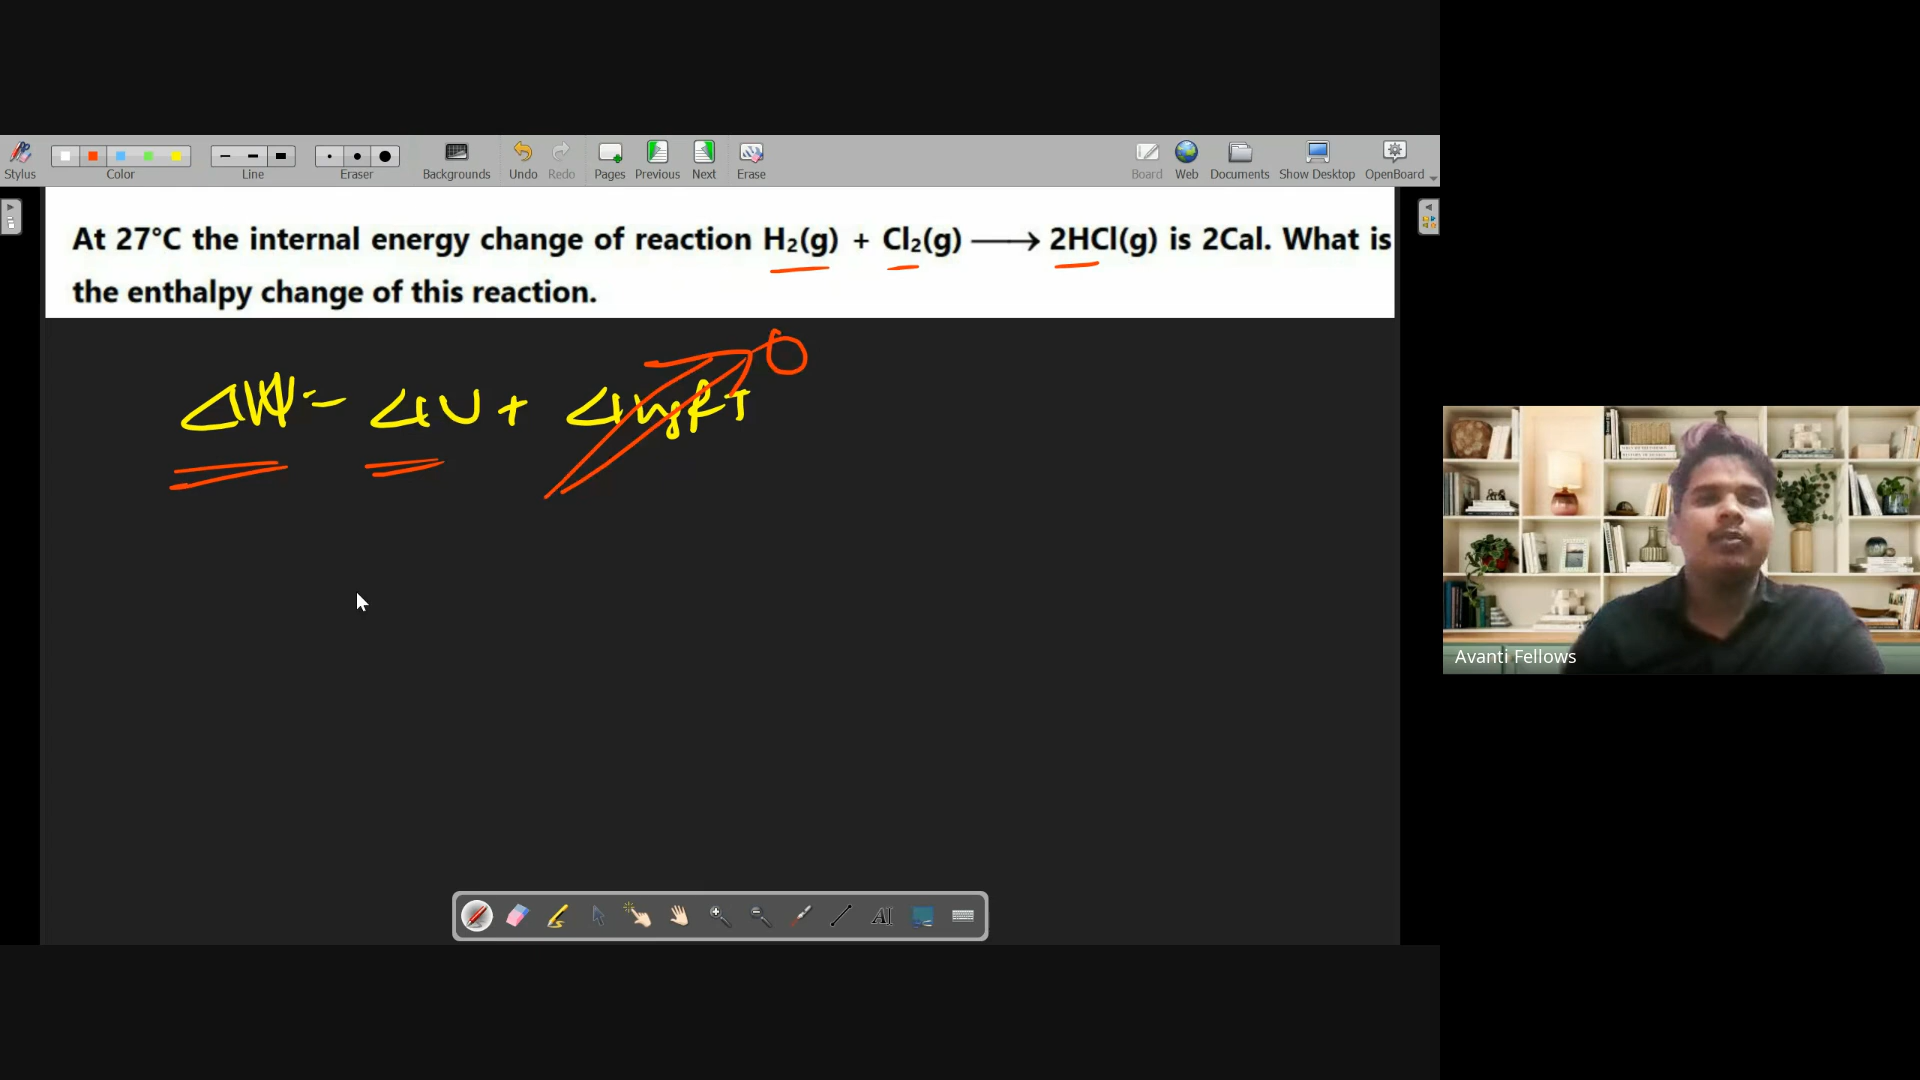 Stylus Color Line Eraser Backgrounds Undo Redo Pages Previous Next Erase Board Web Documents Show Desktop OpenBoard
At 27°C the internal energy change of reaction H₂(g) + Cl₂(g) ⟶ 2HCl(g) is 2Cal. What is
the enthalpy change of this reaction.
0
= ΔU + Δn₉RT
Avanti Fellows